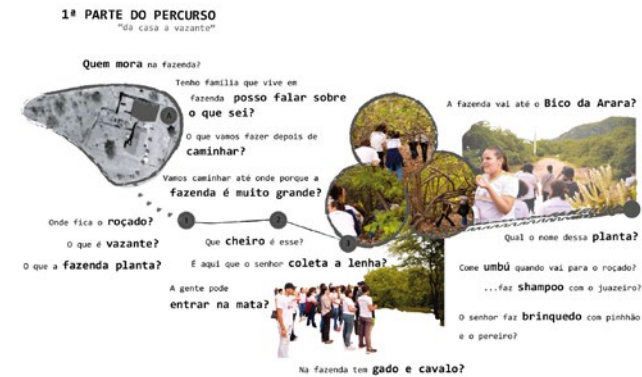 1ª PARTE DO PERCURSO
"da casa a vazante"
Quem mora na fazenda?
Tenho família que vive em
fazenda posso falar sobre
o que sei?
O que vamos fazer depois de
caminhar?
Vamos caminhar até onde porque a
fazenda é muito grande?
A
Onde fica o roçado?
O que é vazante?
O que a fazenda planta?
1
2
3
Que cheiro é esse?
É aqui que o senhor coleta a lenha?
A gente pode
entrar na mata?
Na fazenda tem gado e cavalo?
A fazenda vai até o Bico da Arara?
Qual o nome dessa planta?
Come umbú quando vai para o roçado?
...faz shampoo com o juazeiro?
O senhor faz brinquedo com pinhhão
e o pereiro?